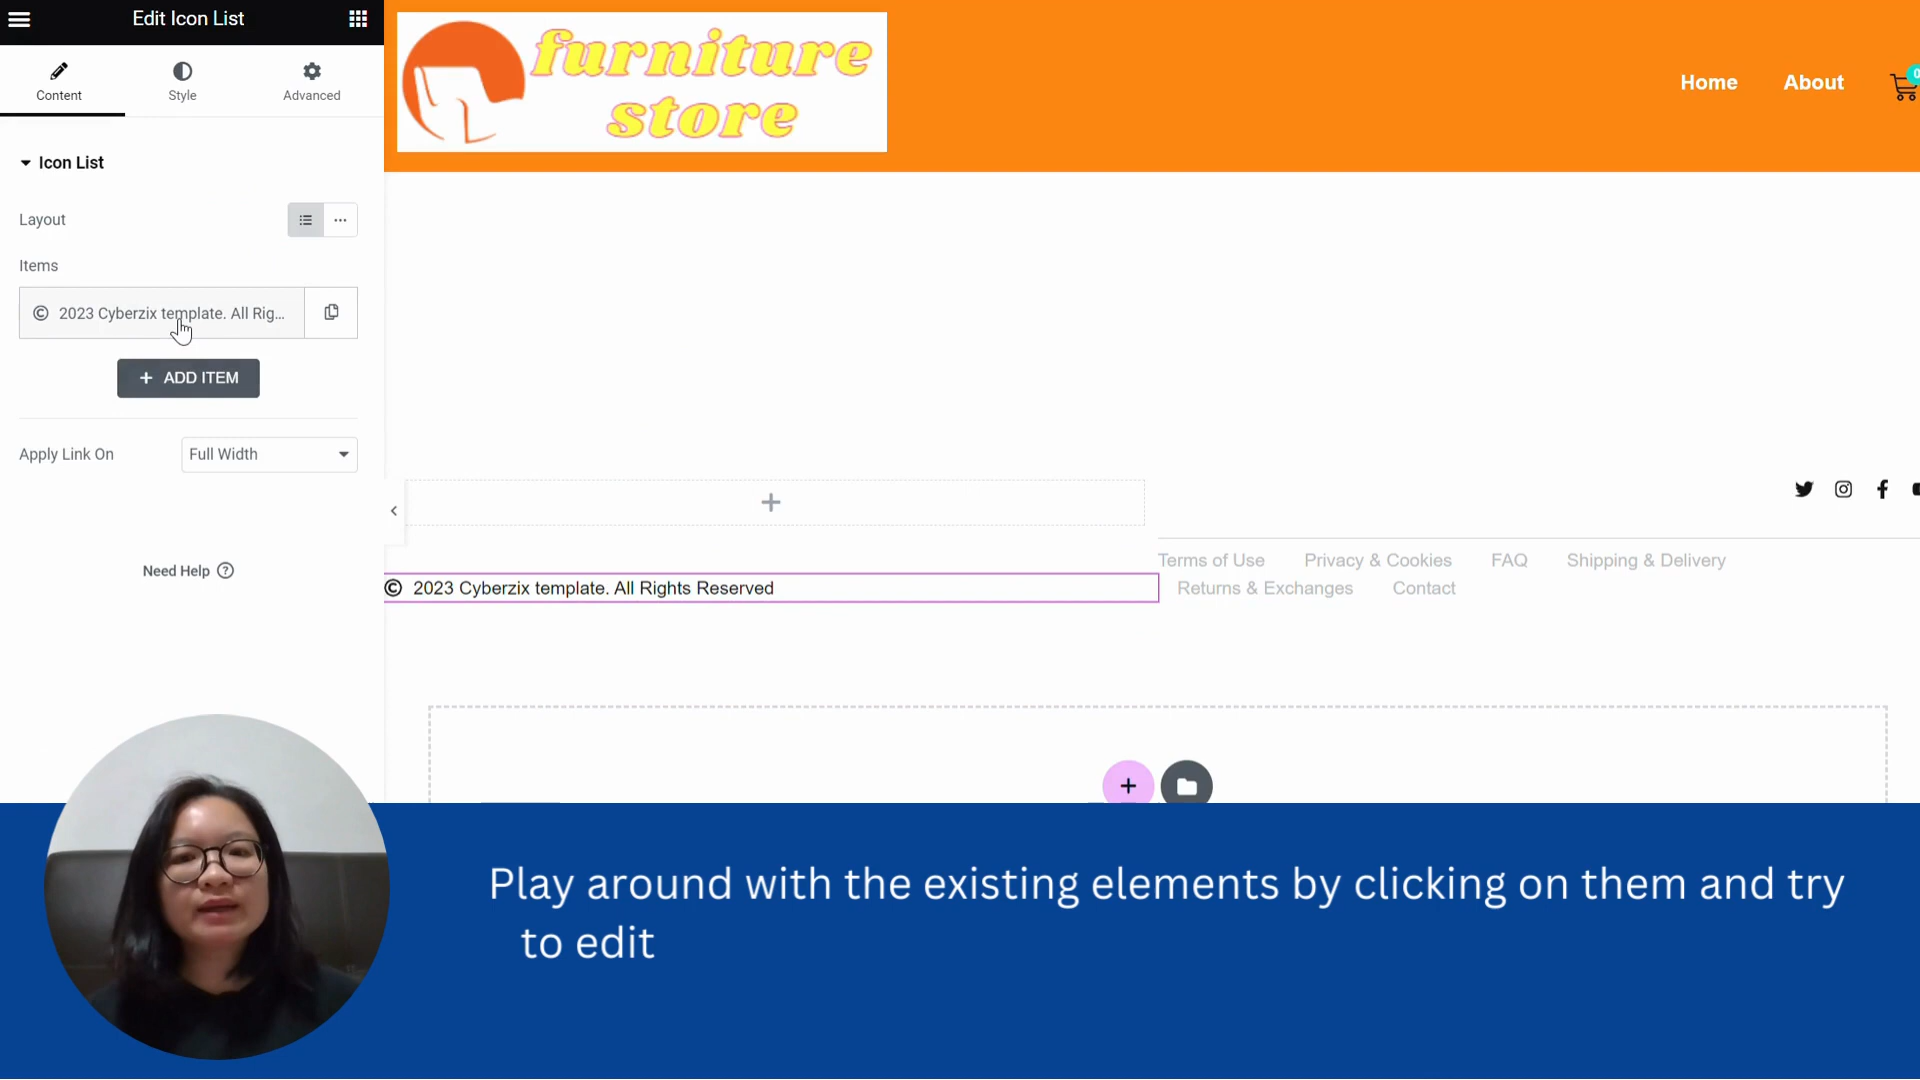 Edit Icon List
Content
Style
Advanced
Icon List
Layout
Items
© 2023 Cyberzix template. All Rig...
+ ADD ITEM
Apply Link On
Full Width
Need Help ?
furniture
store
Home
About
0
Terms of Use
Privacy & Cookies
FAQ
Shipping & Delivery
Returns & Exchanges
Contact
© 2023 Cyberzix template. All Rights Reserved
Play around with the existing elements by clicking on them and try
to edit